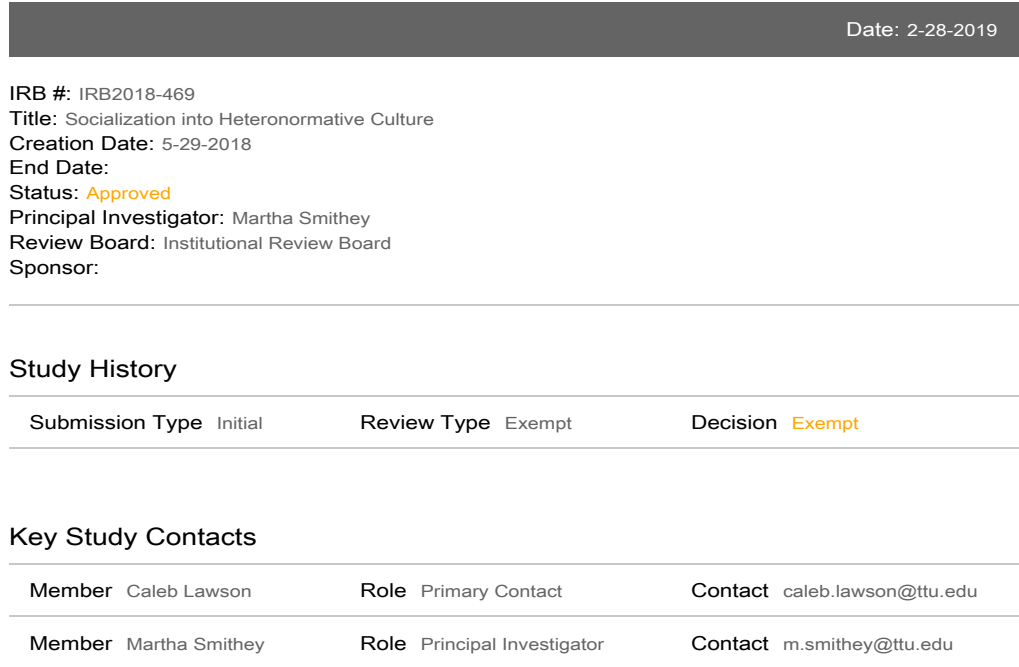 Date: 2-28-2019
IRB #: IRB2018-469
Title: Socialization into Heteronormative Culture
Creation Date: 5-29-2018
End Date:
Status: Approved
Principal Investigator: Martha Smithey
Review Board: Institutional Review Board
Sponsor:
Study History
Submission Type Initial Review Type Exempt Decision Exempt
Key Study Contacts
Member Caleb Lawson Role Primary Contact Contact caleb.lawson@ttu.edu
Member Martha Smithey Role Principal Investigator Contact m.smithey@ttu.edu